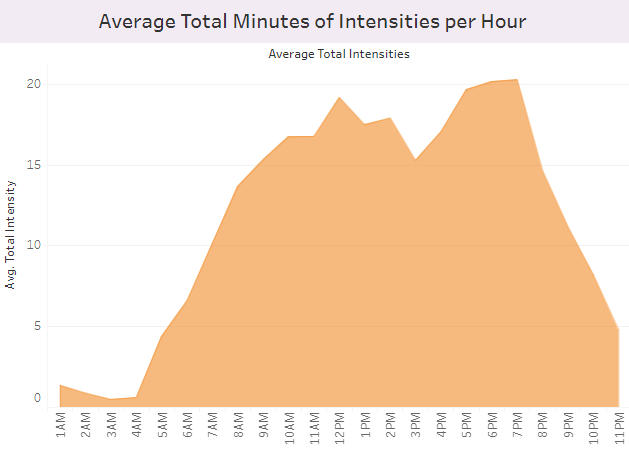 Average Total Minutes of Intensities per Hour
Average Total Intensities
Avg. Total Intensity
20
15
10
5
0
1AM
2AM
3AM
4AM
5AM
6AM
7AM
8AM
9AM
10AM
11AM
12PM
1PM
2PM
3PM
4PM
5PM
6PM
7PM
8PM
9PM
10PM
11PM